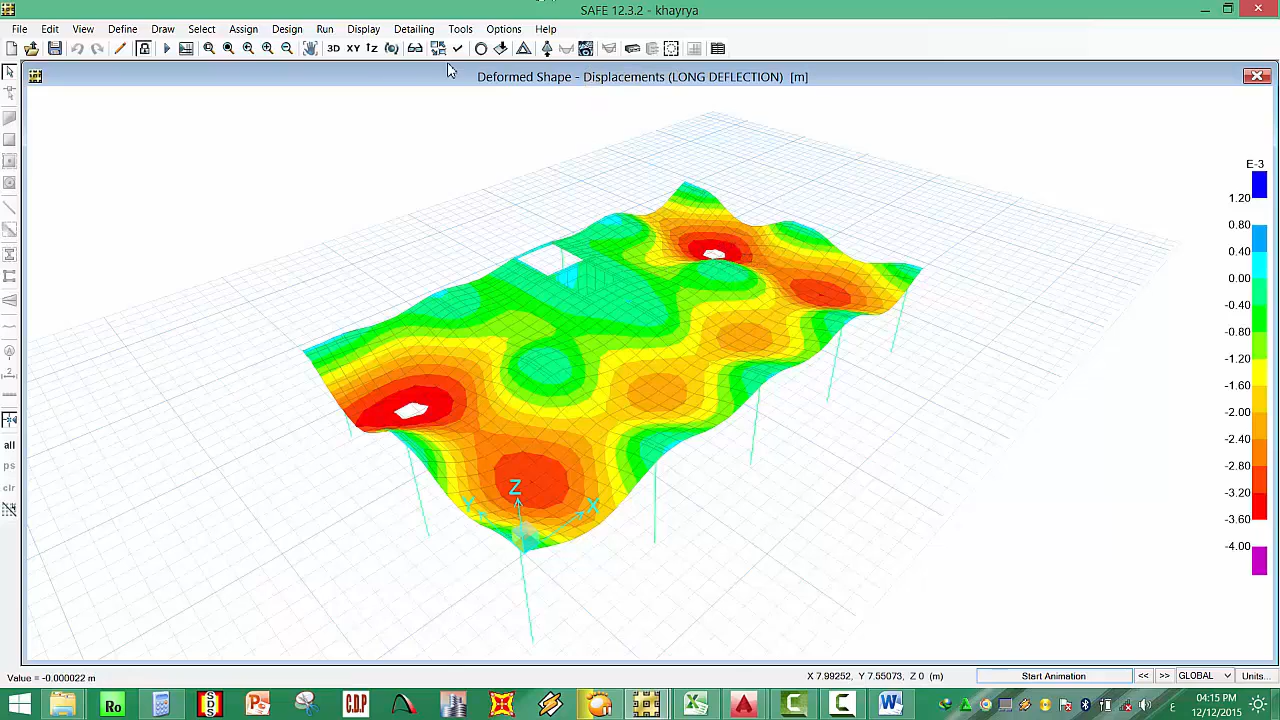 SAFE 12.3.2 - khayrya
File Edit View Define Draw Select Assign Design Run Display Detailing Tools Options Help
3D XY
Deformed Shape - Displacements (LONG DEFLECTION) [m]
E-3
1.20
0.80
0.40
0.00
-0.40
-0.80
-1.20
-1.60
-2.00
-2.40
-2.80
-3.20
-3.60
-4.00
Z
Y X
all
ps
clr
Value = -0.000022 m
X 7.99252, Y 7.55073, Z 0 (m)
Start Animation
<< >>
GLOBAL
Units...
Ro
C.D.P
04:15 PM
12/12/2015